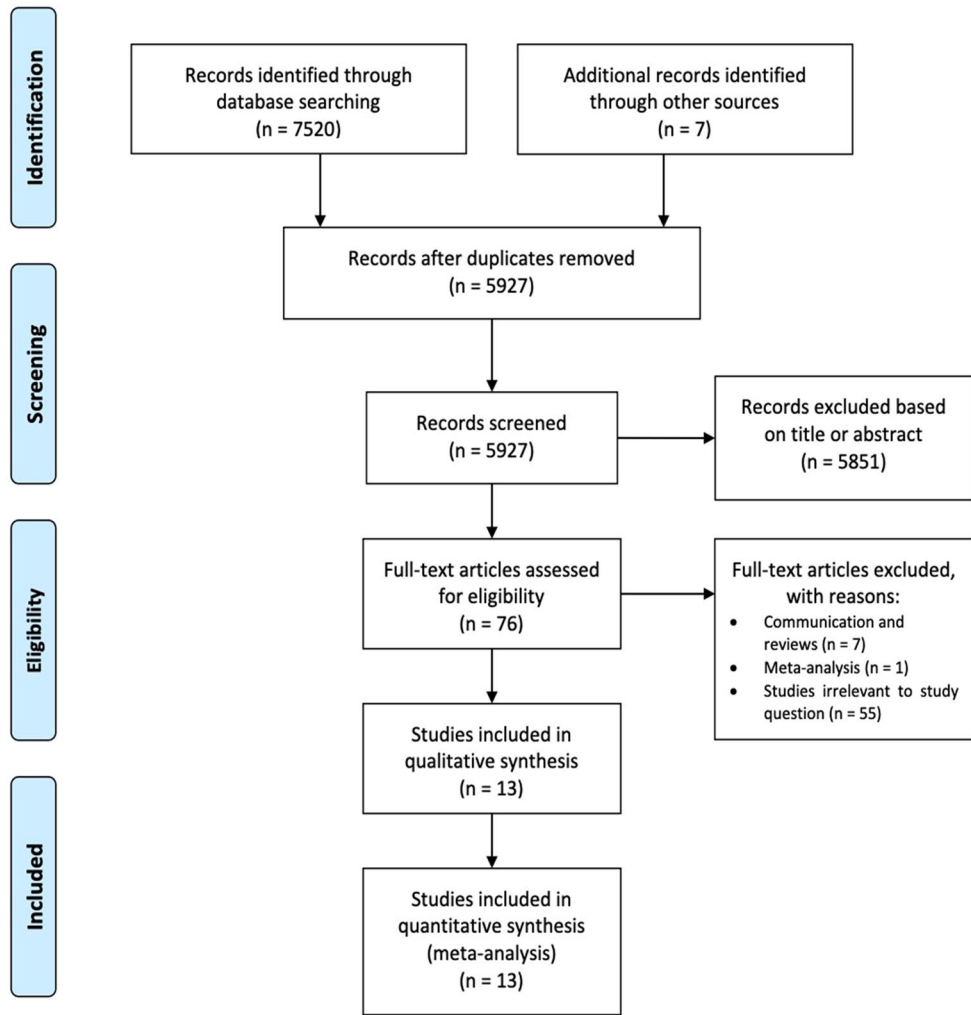 Identification
Records identified through
database searching
(n = 7520)
Additional records identified
through other sources
(n = 7)
Records after duplicates removed
(n = 5927)
Screening
Records screened
(n = 5927)
Records excluded based
on title or abstract
(n = 5851)
Eligibility
Full-text articles assessed
for eligibility
(n = 76)
Full-text articles excluded,
with reasons:
• Communication and
reviews (n = 7)
• Meta-analysis (n = 1)
• Studies irrelevant to study
question (n = 55)
Studies included in
qualitative synthesis
(n = 13)
Included
Studies included in
quantitative synthesis
(meta-analysis)
(n = 13)